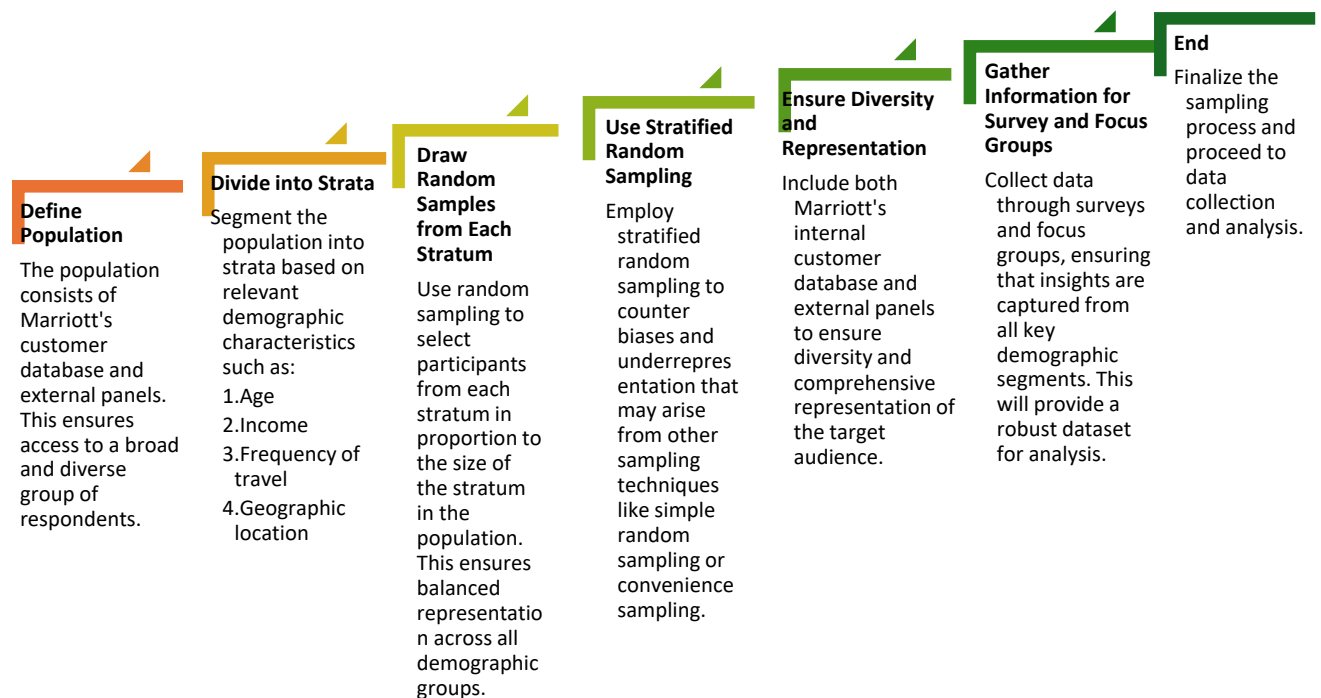 Define
Population
The population
consists of
Marriott's
customer
database and
external panels.
This ensures
access to a broad
and diverse
group of
respondents.
Divide into Strata
Segment the
population into
strata based on
relevant
demographic
characteristics
such as:
1.Age
2.Income
3.Frequency of
travel
4.Geographic
location
Draw
Random
Samples
from Each
Stratum
Use random
sampling to
select
participants
from each
stratum in
proportion to
the size of
the stratum
in the
population.
This ensures
balanced
representatio
n across all
demographic
groups.
Use Stratified
Random
Sampling
Employ
stratified
random
sampling to
counter
biases and
underrepres
entation that
may arise
from other
sampling
techniques
like simple
random
sampling or
convenience
sampling.
Ensure Diversity
and
Representation
Include both
Marriott's
internal
customer
database and
external panels
to ensure
diversity and
comprehensive
representation of
the target
audience.
Gather
Information for
Survey and Focus
Groups
Collect data
through surveys
and focus
groups, ensuring
that insights are
captured from
all key
demographic
segments. This
will provide a
robust dataset
for analysis.
End
Finalize the
sampling
process and
proceed to
data
collection
and analysis.